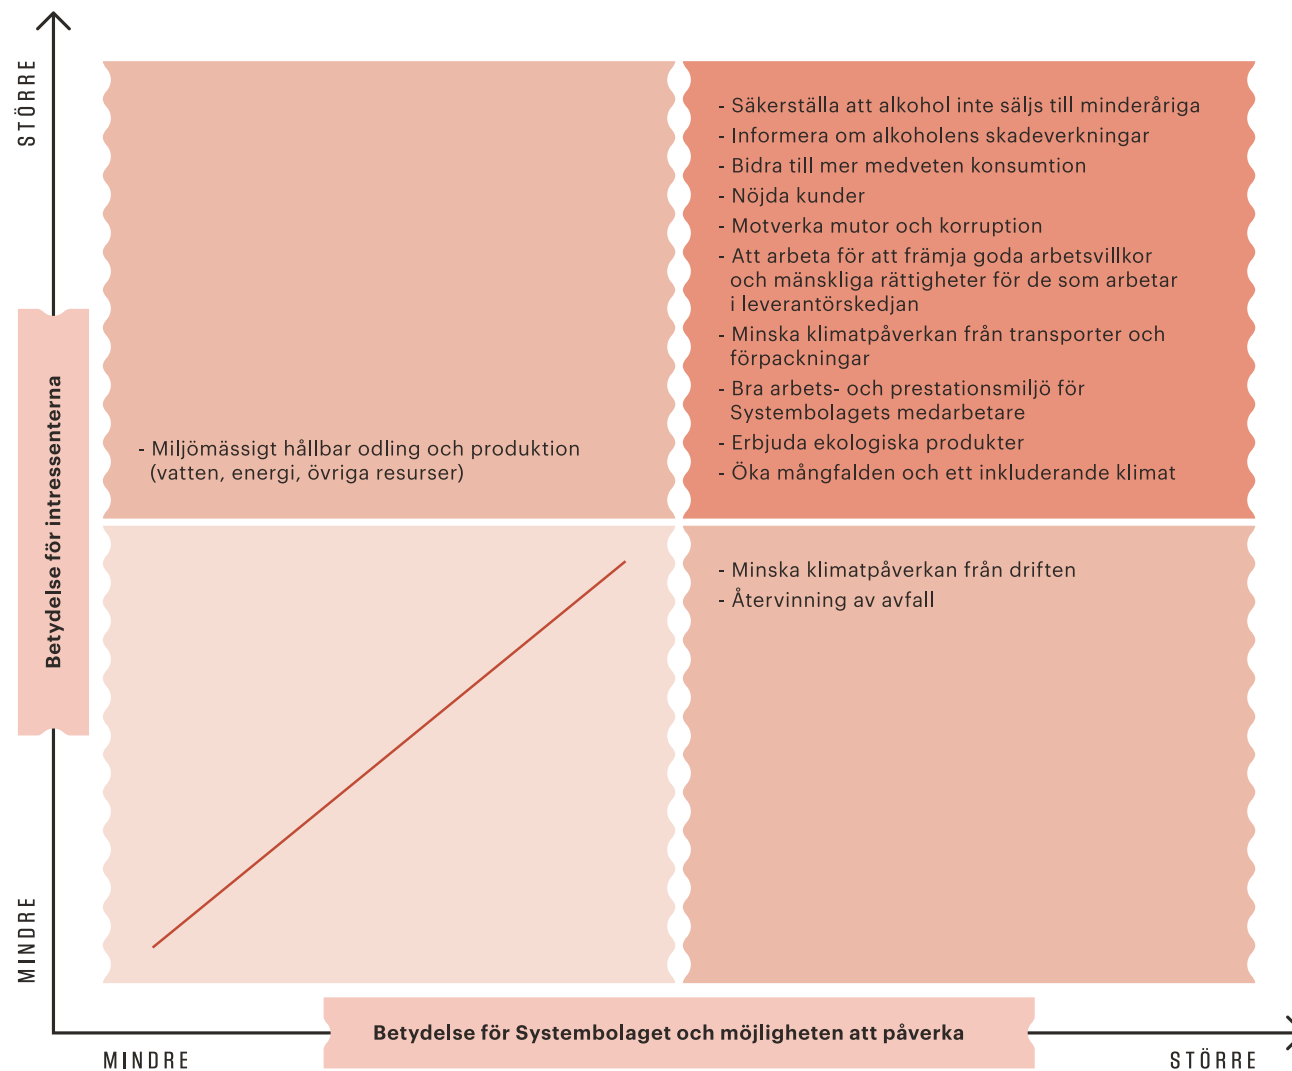 STÖRRE
- Säkerställa att alkohol inte säljs till minderåriga
- Informera om alkoholens skadeverkningar
- Bidra till mer medveten konsumtion
- Nöjda kunder
- Motverka mutor och korruption
- Att arbeta för att främja goda arbetsvillkor
och mänskliga rättigheter för de som arbetar
i leverantörskedjan
- Minska klimatpåverkan från transporter och
förpackningar
- Bra arbets- och prestationsmiljö för
Systembolagets medarbetare
- Erbjuda ekologiska produkter
- Öka mångfalden och ett inkluderande klimat
- Miljömässigt hållbar odling och produktion
(vatten, energi, övriga resurser)
Betydelse för intressenterna
- Minska klimatpåverkan från driften
- Återvinning av avfall
MINDRE
Betydelse för Systembolaget och möjligheten att påverka
MINDRE
STÖRRE